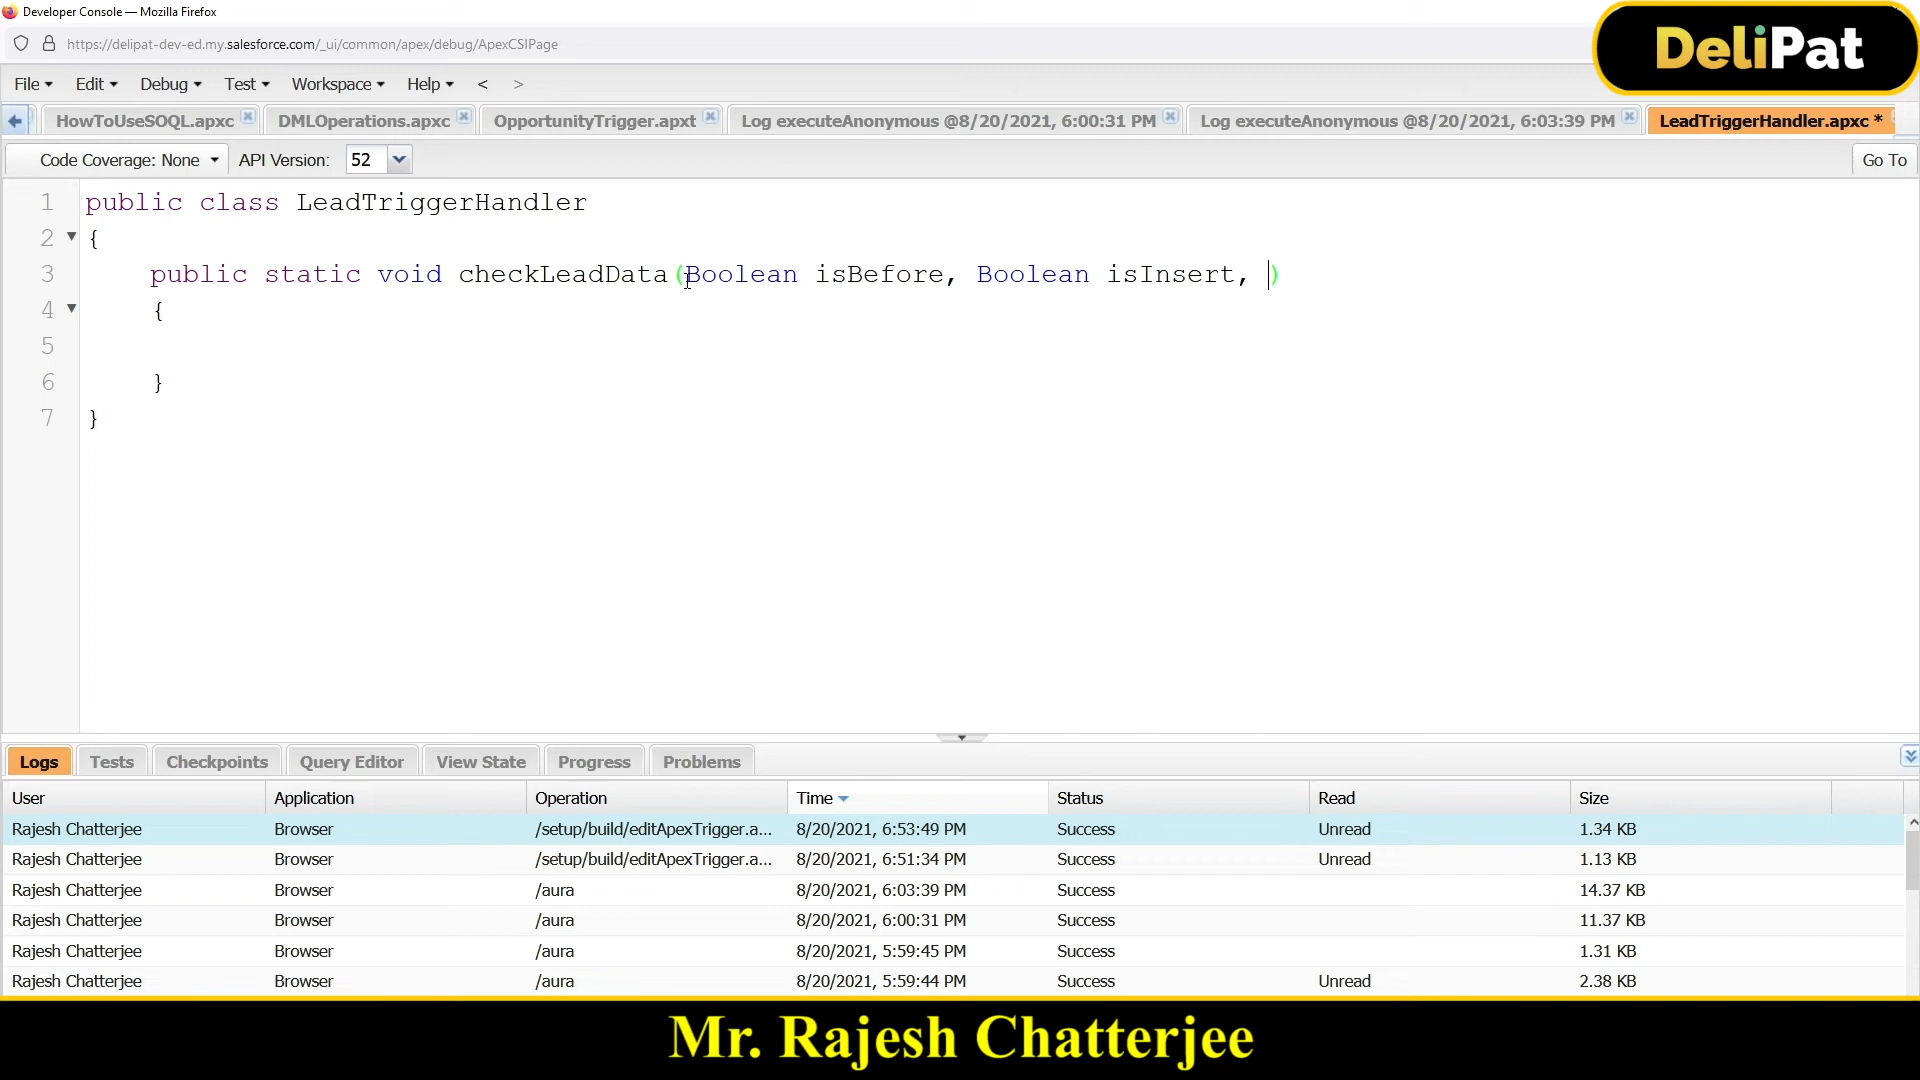 Developer Console — Mozilla Firefox
https://delipat-dev-ed.my.salesforce.com/_ui/common/apex/debug/ApexCSIPage
DeliPat
File Edit Debug Test Workspace Help < >
HowToUseSOQL.apxc DMLOperations.apxc OpportunityTrigger.apxt Log executeAnonymous @8/20/2021, 6:00:31 PM Log executeAnonymous @8/20/2021, 6:03:39 PM LeadTriggerHandler.apxc *
Code Coverage: None API Version: 52 Go To
1 public class LeadTriggerHandler
2 {
3 public static void checkLeadData(Boolean isBefore, Boolean isInsert, )
4 {
5
6 }
7 }
Logs Tests Checkpoints Query Editor View State Progress Problems
User Application Operation Time Status Read Size
Rajesh Chatterjee Browser /setup/build/editApexTrigger.a... 8/20/2021, 6:53:49 PM Success Unread 1.34 KB
Rajesh Chatterjee Browser /setup/build/editApexTrigger.a... 8/20/2021, 6:51:34 PM Success Unread 1.13 KB
Rajesh Chatterjee Browser /aura 8/20/2021, 6:03:39 PM Success 14.37 KB
Rajesh Chatterjee Browser /aura 8/20/2021, 6:00:31 PM Success 11.37 KB
Rajesh Chatterjee Browser /aura 8/20/2021, 5:59:45 PM Success 1.31 KB
Rajesh Chatterjee Browser /aura 8/20/2021, 5:59:44 PM Success Unread 2.38 KB
Mr. Rajesh Chatterjee